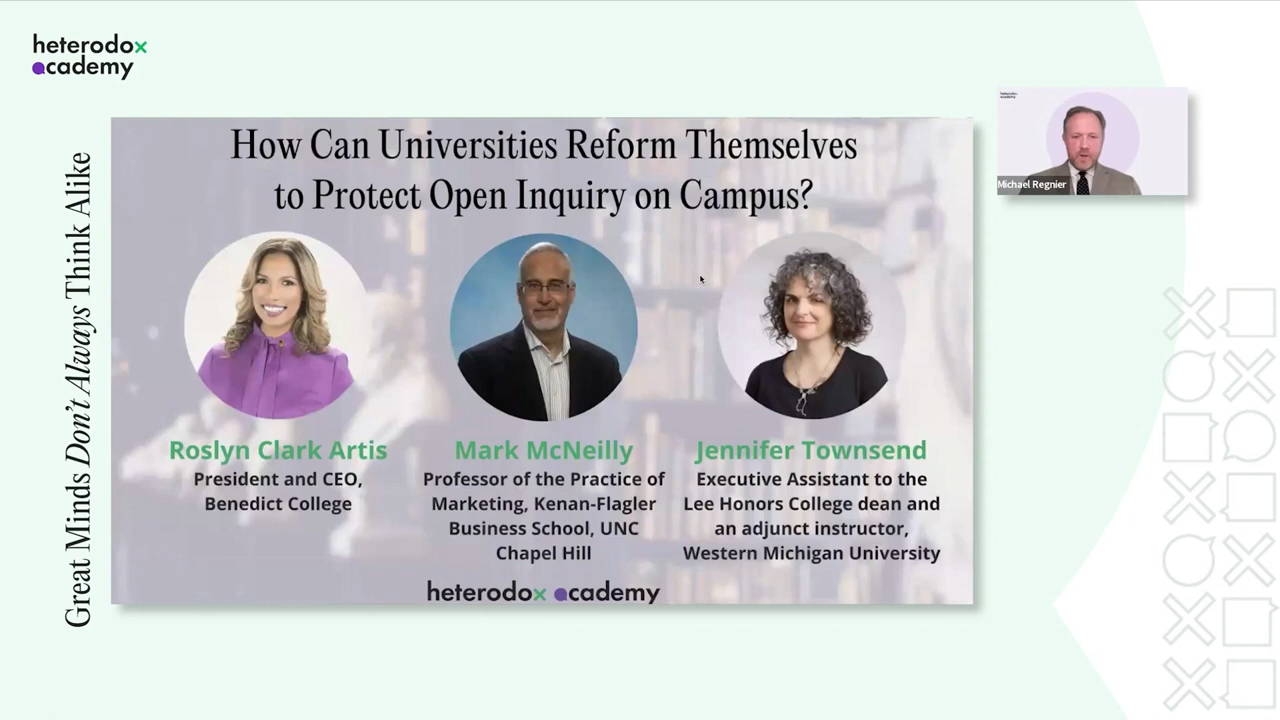 heterodox
academy
Great Minds Don't Always Think Alike
How Can Universities Reform Themselves
to Protect Open Inquiry on Campus?
Roslyn Clark Artis
President and CEO,
Benedict College
Mark McNeilly
Professor of the Practice of
Marketing, Kenan-Flagler
Business School, UNC
Chapel Hill
Jennifer Townsend
Executive Assistant to the
Lee Honors College dean and
an adjunct instructor,
Western Michigan University
heterodox academy
heterodox
academy
Michael Regnier